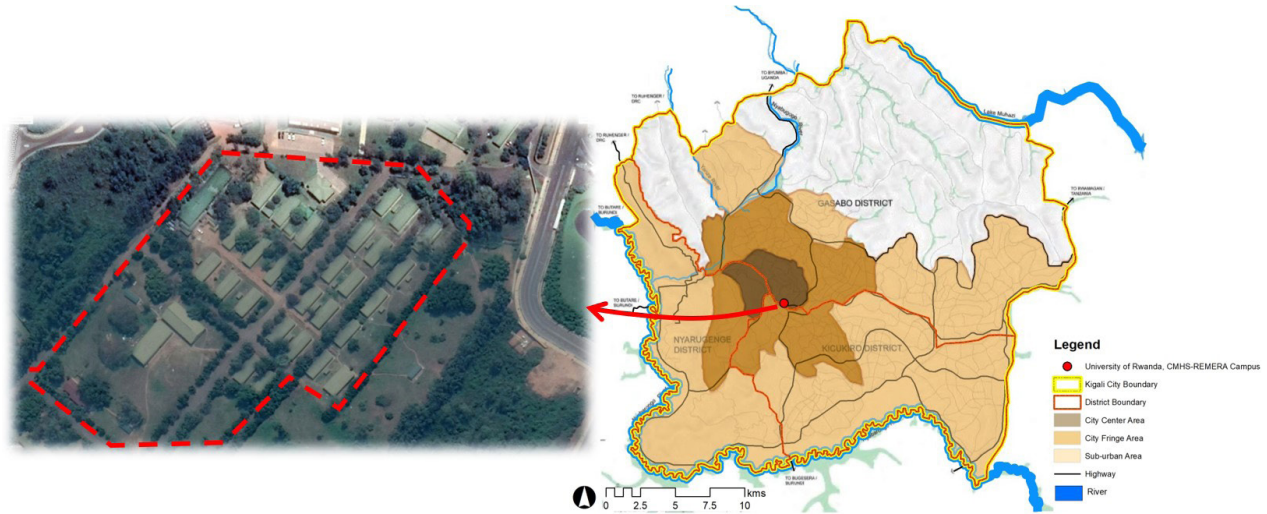 TO BYUMBA /
UGANDA
TO RUHENGER /
DRC
TO RUHENGER /
DRC
Lake Muhazi
TO RWAMAGAN /
TANZANIA
TO BUTARE /
BURUNDI
GASABO DISTRICT
TO BUTARE /
BURUNDI
NYARUGENGE
DISTRICT
KICUKIRO DISTRICT
TO BUGESERA /
BURUNDI
0 2.5 5 7.5 10
kms
Legend
University of Rwanda, CMHS-REMERA Campus
Kigali City Boundary
District Boundary
City Center Area
City Fringe Area
Sub-urban Area
Highway
River